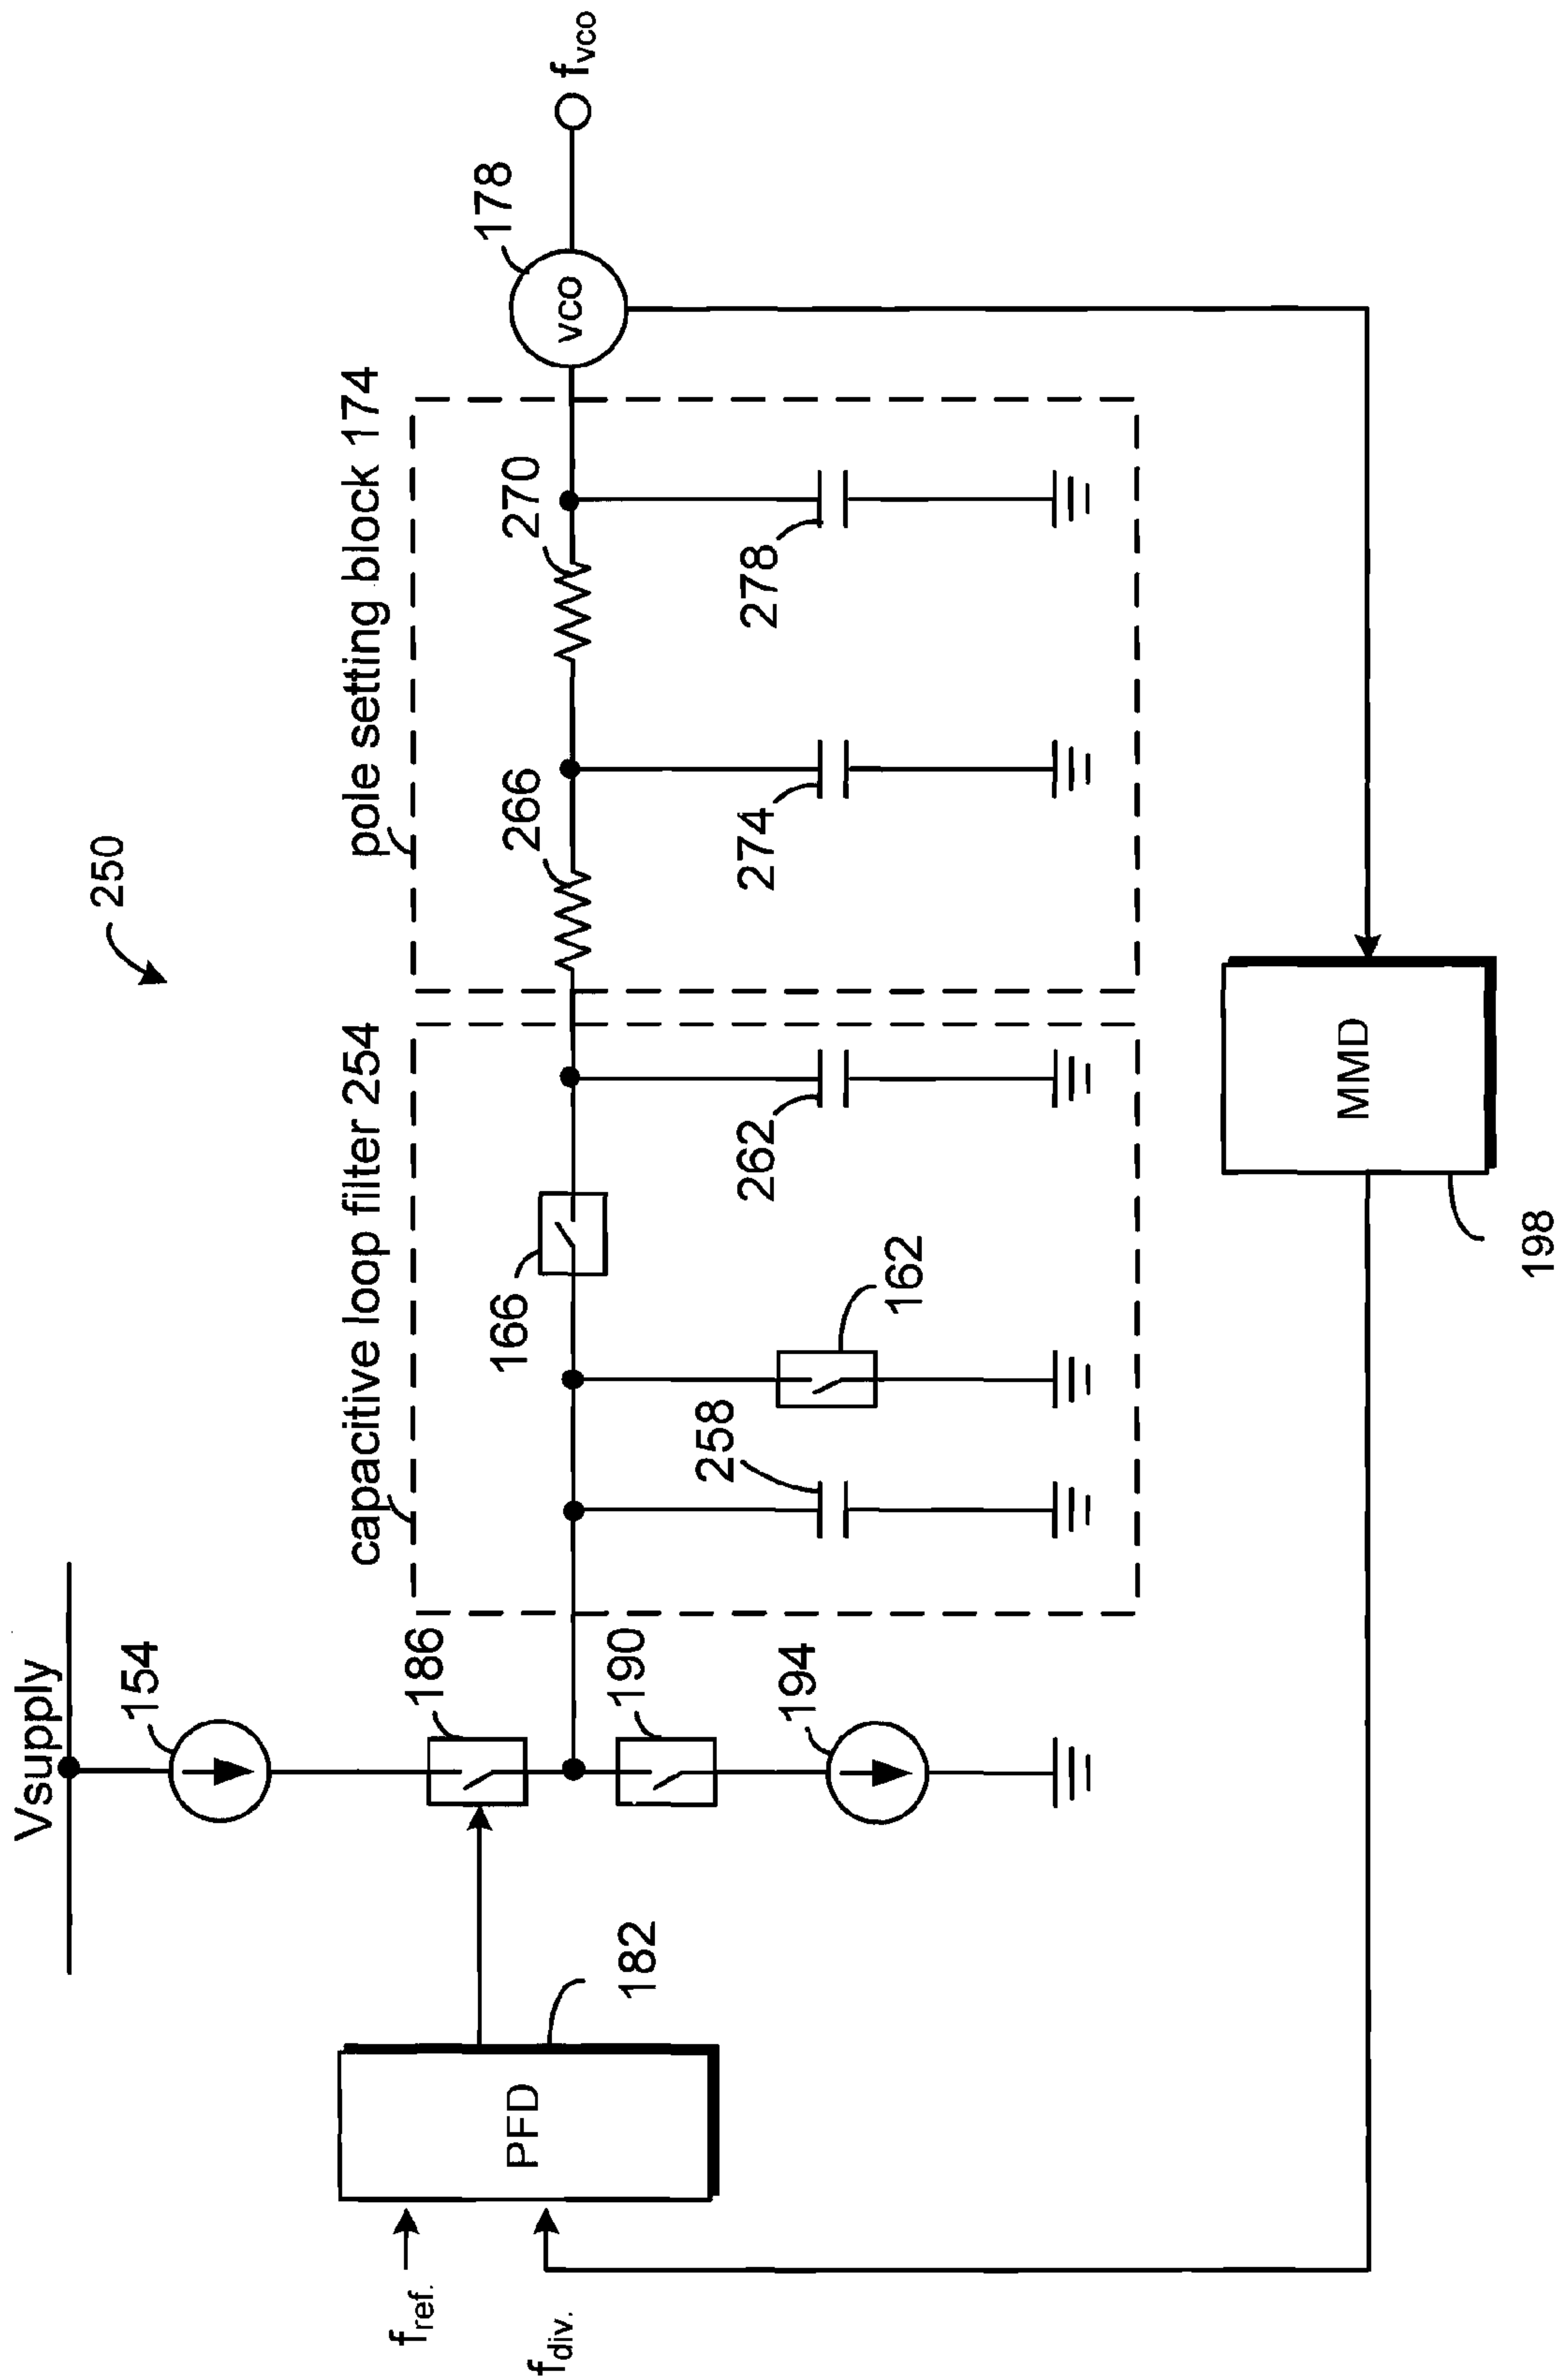 250
Vsupply
154
capacitive loop filter 254
pole setting block 174
186
166
266
270
178
vco
fvco
190
PFD
182
fref.
fdiv.
194
258
162
262
274
278
MMD
198